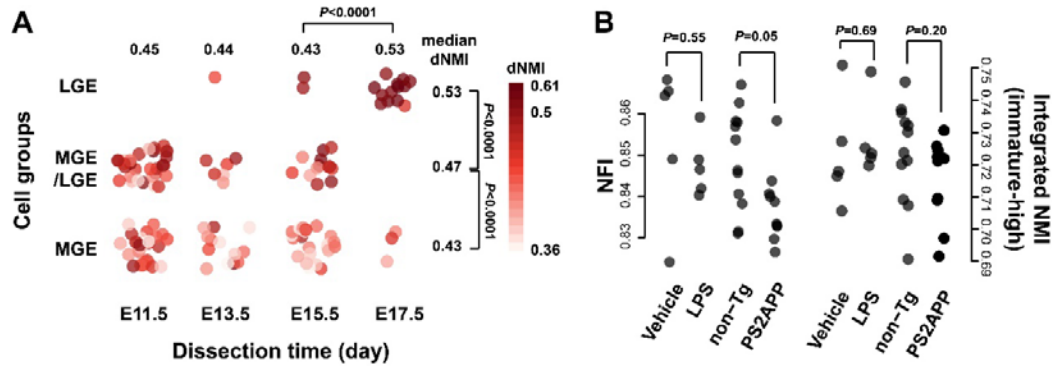 A
P<0.0001
0.45 0.44 0.43 0.53 median dNMI
dNMI
LGE
0.53
0.61
0.5
P<0.0001
MGE
/LGE
0.47
P<0.0001
MGE
0.43
0.36
Cell groups
E11.5 E13.5 E15.5 E17.5
Dissection time (day)
B
P=0.55 P=0.05 P=0.69 P=0.20
NFI
0.86
0.85
0.84
0.83
0.75
0.74
0.73
0.72
0.71
0.70
0.69
Integrated NMI
(immature-high)
Vehicle LPS non-Tg PS2APP Vehicle LPS non-Tg PS2APP